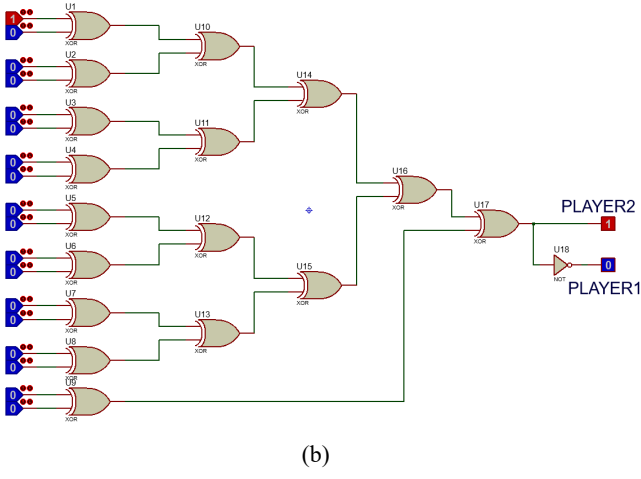 U1
1
0
XOR
U10
XOR
U2
0
0
XOR
U14
XOR
U3
0
0
XOR
U11
XOR
U4
0
0
XOR
U16
XOR
U5
0
0
XOR
U12
XOR
U17
XOR
PLAYER2
1
U6
0
0
XOR
U18
NOT
0
PLAYER1
U15
XOR
U7
0
0
XOR
U13
XOR
U8
0
0
XOR
U9
0
0
XOR
(b)